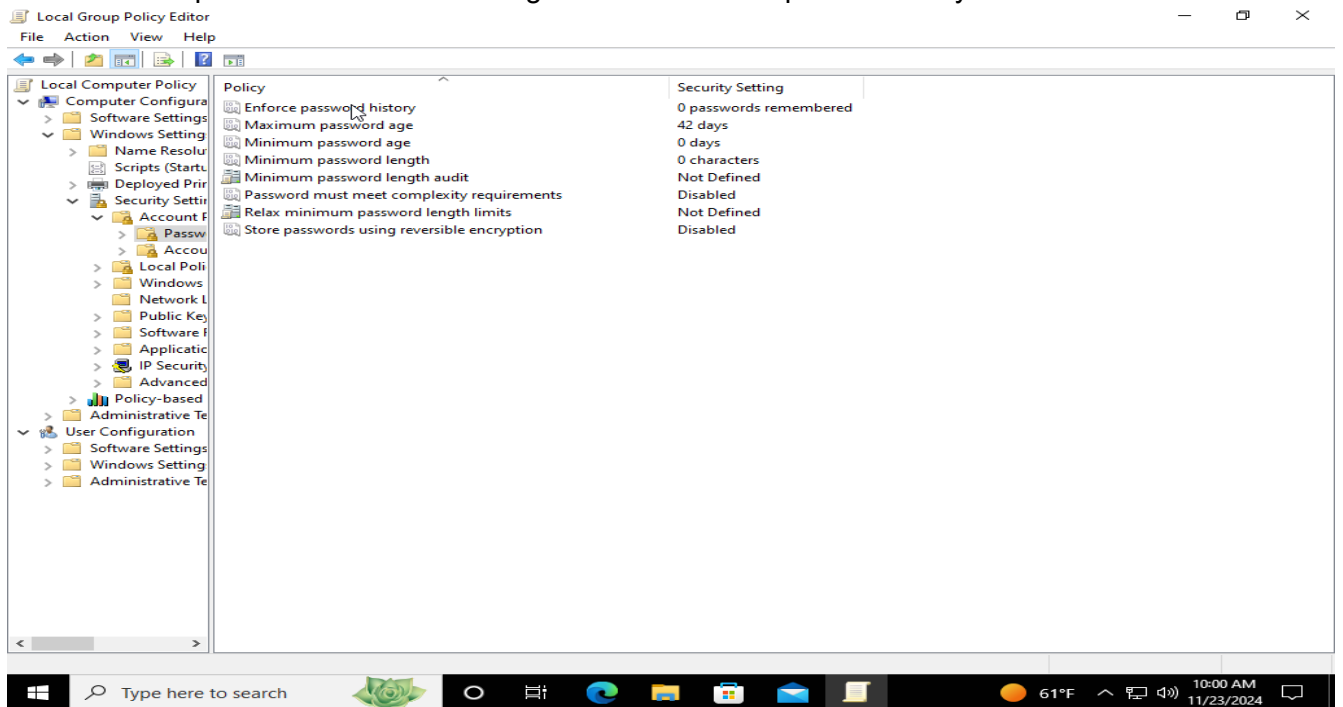 Local Group Policy Editor
File Action View Help
Local Computer Policy
Computer Configura
Software Settings
Windows Setting
Name Resolu
Scripts (Startu
Deployed Prin
Security Settin
Account P
Passw
Accou
Local Poli
Windows
Network L
Public Key
Software R
Applicatic
IP Security
Advanced
Policy-based
Administrative Te
User Configuration
Software Settings
Windows Setting
Administrative Te
Policy Security Setting
Enforce password history 0 passwords remembered
Maximum password age 42 days
Minimum password age 0 days
Minimum password length 0 characters
Minimum password length audit Not Defined
Password must meet complexity requirements Disabled
Relax minimum password length limits Not Defined
Store passwords using reversible encryption Disabled
Type here to search 61°F 10:00 AM
11/23/2024